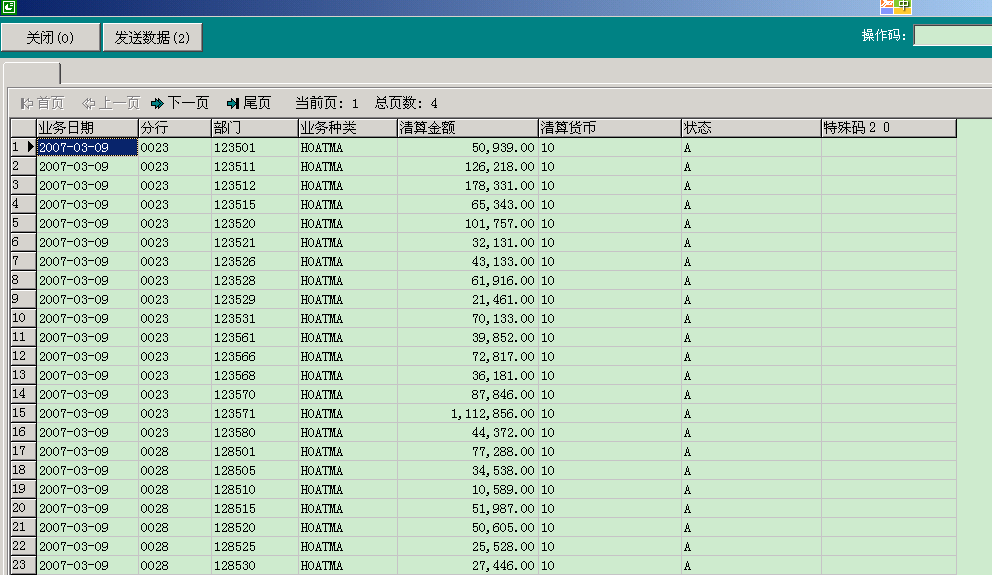 中
关闭(0) 发送数据(2) 操作码:
首页 上一页 下一页 尾页 当前页: 1 总页数: 4
业务日期 分行 部门 业务种类 清算金额 清算货币 状态 特殊码20
1 2007-03-09 0023 123501 HOATMA 50,939.00 10 A
2 2007-03-09 0023 123511 HOATMA 126,218.00 10 A
3 2007-03-09 0023 123512 HOATMA 178,331.00 10 A
4 2007-03-09 0023 123515 HOATMA 65,343.00 10 A
5 2007-03-09 0023 123520 HOATMA 101,757.00 10 A
6 2007-03-09 0023 123521 HOATMA 32,131.00 10 A
7 2007-03-09 0023 123526 HOATMA 43,133.00 10 A
8 2007-03-09 0023 123528 HOATMA 61,916.00 10 A
9 2007-03-09 0023 123529 HOATMA 21,461.00 10 A
10 2007-03-09 0023 123531 HOATMA 70,133.00 10 A
11 2007-03-09 0023 123561 HOATMA 39,852.00 10 A
12 2007-03-09 0023 123566 HOATMA 72,817.00 10 A
13 2007-03-09 0023 123568 HOATMA 36,181.00 10 A
14 2007-03-09 0023 123570 HOATMA 87,846.00 10 A
15 2007-03-09 0023 123571 HOATMA 1,112,856.00 10 A
16 2007-03-09 0023 123580 HOATMA 44,372.00 10 A
17 2007-03-09 0028 128501 HOATMA 77,288.00 10 A
18 2007-03-09 0028 128505 HOATMA 34,538.00 10 A
19 2007-03-09 0028 128510 HOATMA 10,589.00 10 A
20 2007-03-09 0028 128515 HOATMA 51,987.00 10 A
21 2007-03-09 0028 128520 HOATMA 50,605.00 10 A
22 2007-03-09 0028 128525 HOATMA 25,528.00 10 A
23 2007-03-09 0028 128530 HOATMA 27,446.00 10 A